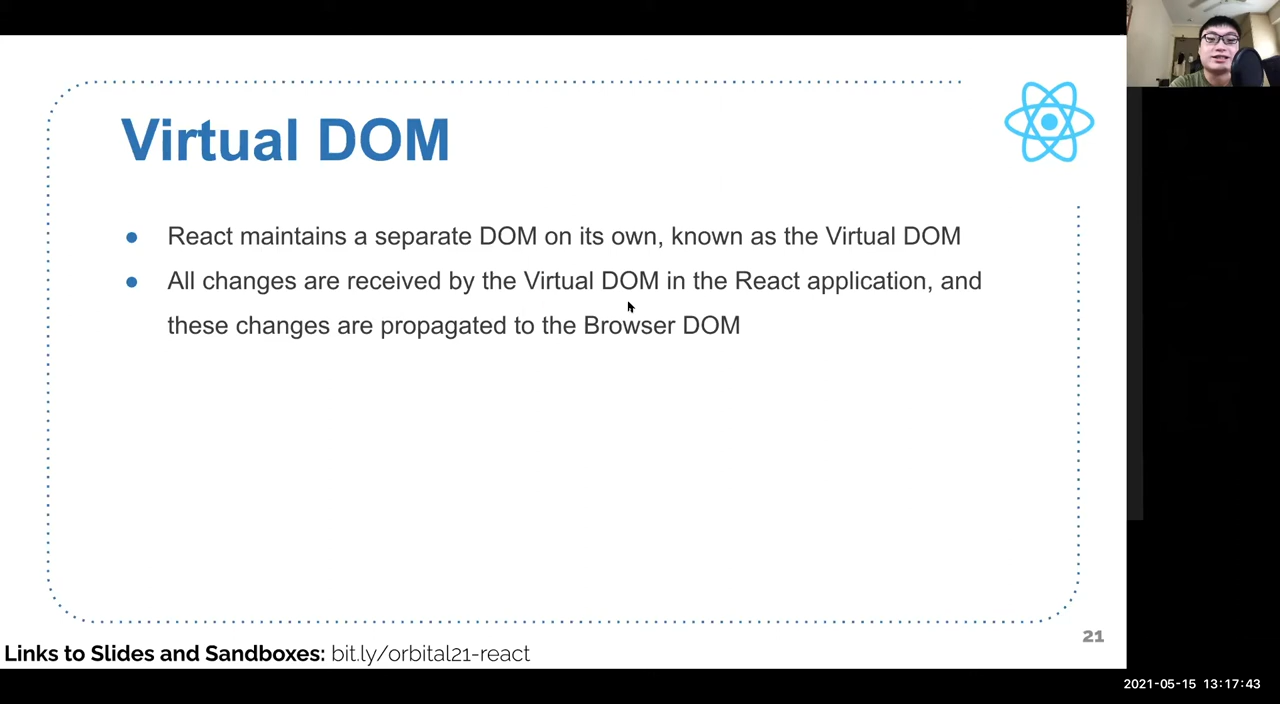 Virtual DOM
● React maintains a separate DOM on its own, known as the Virtual DOM
● All changes are received by the Virtual DOM in the React application, and
these changes are propagated to the Browser DOM
21
Links to Slides and Sandboxes: bit.ly/orbital21-react
2021-05-15 13:17:43